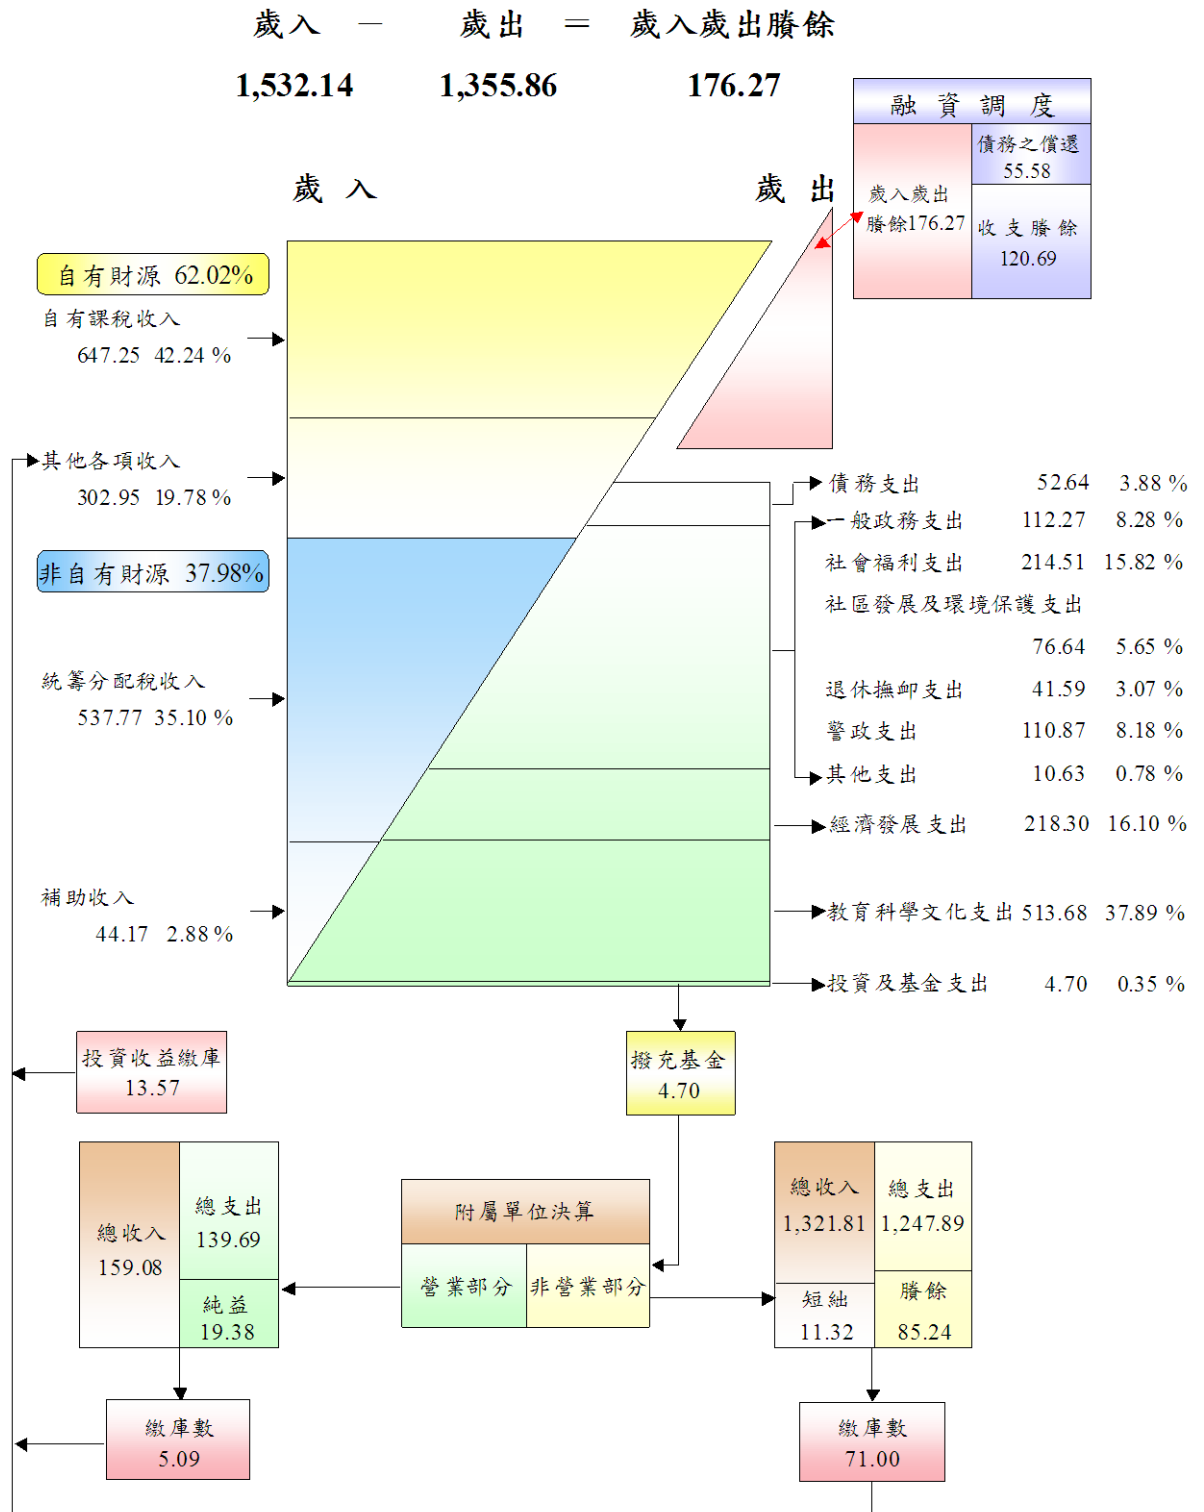 歲入 － 歲出 ＝ 歲入歲出賸餘
1,532.14 1,355.86 176.27
融資調度
債務之償還
55.58
歲入歲出
賸餘176.27
收支賸餘
120.69
歲入 歲出
自有財源 62.02%
自有課稅收入
647.25 42.24 %
其他各項收入
302.95 19.78 %
非自有財源 37.98%
統籌分配稅收入
537.77 35.10 %
補助收入
44.17 2.88 %
債務支出 52.64 3.88 %
一般政務支出 112.27 8.28 %
社會福利支出 214.51 15.82 %
社區發展及環境保護支出
76.64 5.65 %
退休撫卹支出 41.59 3.07 %
警政支出 110.87 8.18 %
其他支出 10.63 0.78 %
經濟發展支出 218.30 16.10 %
教育科學文化支出 513.68 37.89 %
投資及基金支出 4.70 0.35 %
投資收益繳庫
13.57
撥充基金
4.70
總收入
159.08
總支出
139.69
純益
19.38
附屬單位決算
營業部分 非營業部分
總收入
1,321.81
總支出
1,247.89
短絀
11.32
賸餘
85.24
繳庫數
5.09
繳庫數
71.00